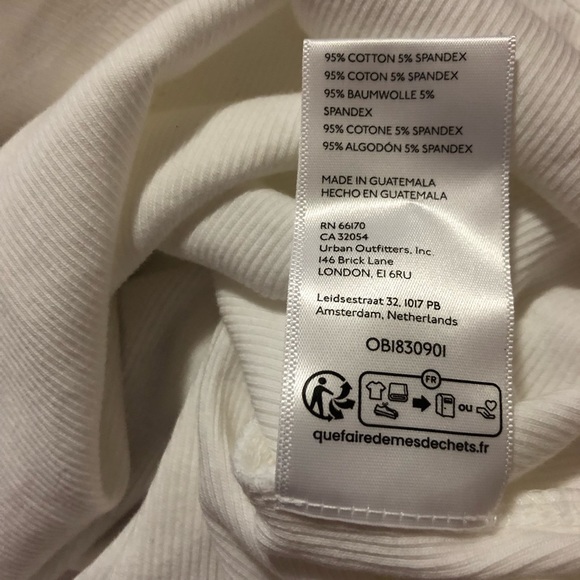 95% COTTON 5% SPANDEX
95% COTON 5% SPANDEX
95% BAUMWOLLE 5%
SPANDEX
95% COTONE 5% SPANDEX
95% ALGODÓN 5% SPANDEX
MADE IN GUATEMALA
HECHO EN GUATEMALA
RN 66170
CA 32054
Urban Outfitters, Inc
146 Brick Lane
LONDON, E1 6RU
Leidsestraat 32, 1017 PB
Amsterdam, Netherlands
OB1830901
FR
ou
quefairedemesdechets.fr